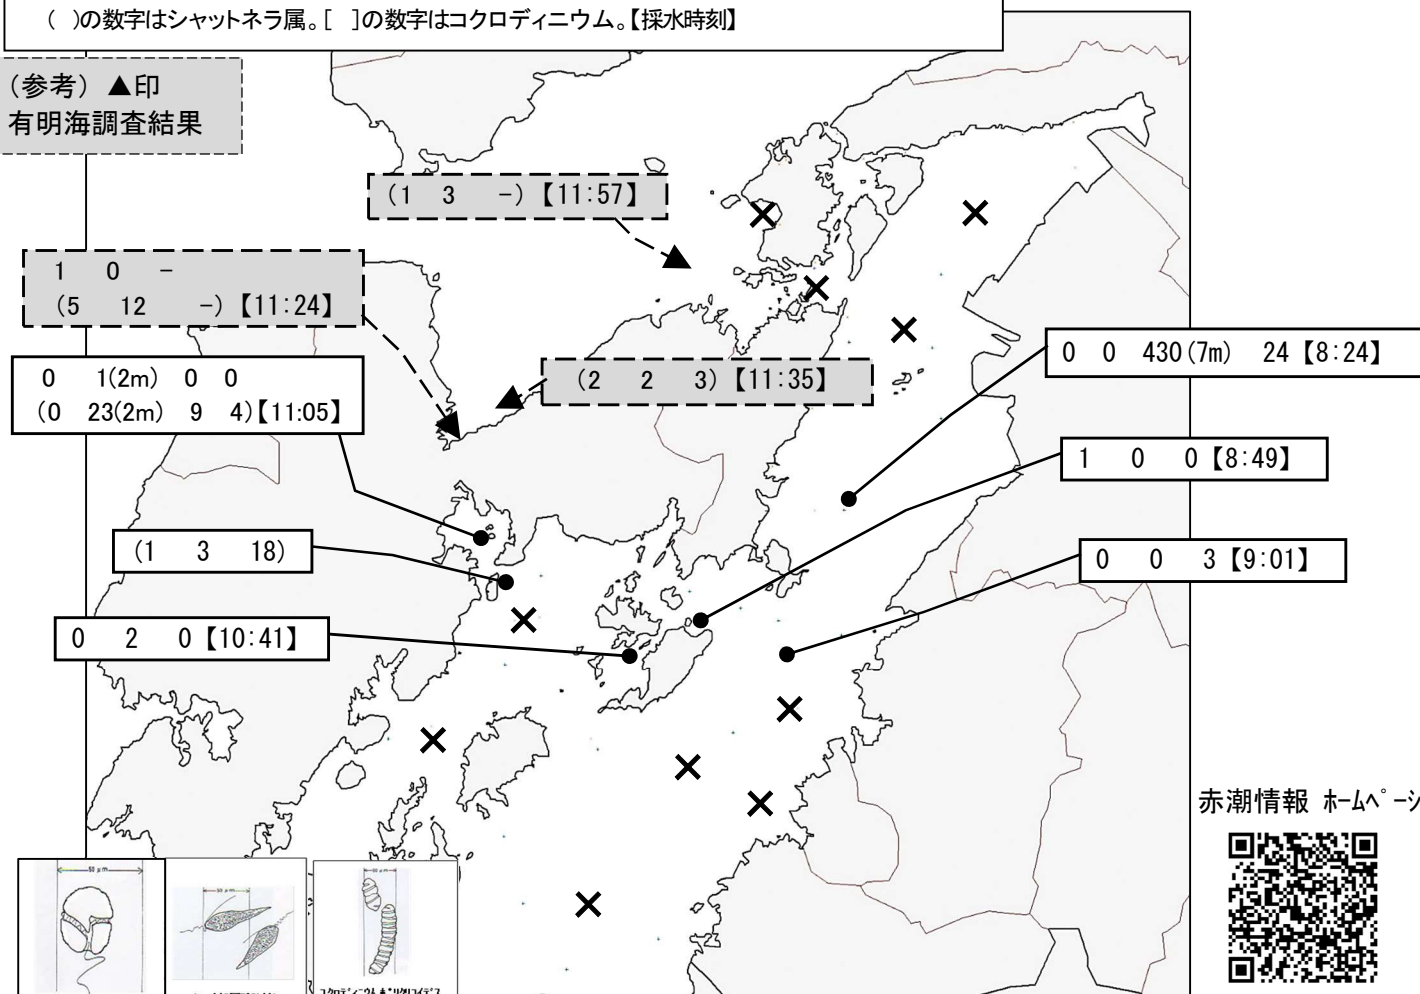 ( )の数字はシャットネラ属。[ ]の数字はコクロディニウム。【採水時刻】
(参考) ▲印
有明海調査結果
(1 3 -)【11:57】
1 0 -
(5 12 -)【11:24】
0 1(2m) 0 0
(0 23(2m) 9 4)【11:05】
(2 2 3)【11:35】
0 0 430(7m) 24【8:24】
1 0 0【8:49】
(1 3 18)
0 0 3【9:01】
0 2 0【10:41】
赤潮情報 ホームページ
50 μm
50 μm